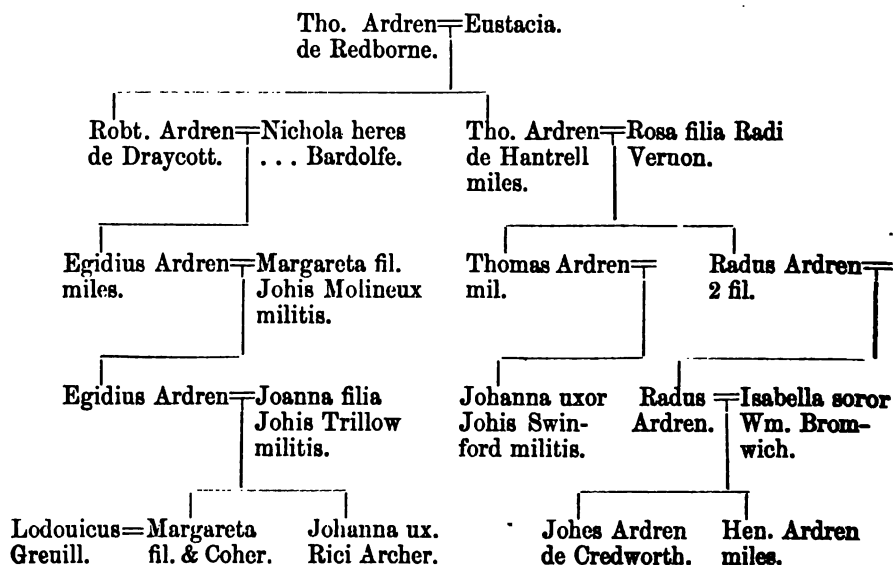 Tho. Ardren Eustacia.
de Redborne.
Robt. Ardren Nichola heres
de Draycott. ... Bardolfe.
Tho. Ardren Rosa filia Radi
de Hantrell Vernon.
miles.
Egidius Ardren Margareta fil.
miles. Johis Molineux
militis.
Thomas Ardren
mil.
Radus Ardren
2 fil.
Egidius Ardren Joanna filia
Johis Trillow
militis.
Johanna uxor
Johis Swin-
ford militis.
Radus Isabella soror
Ardren. Wm. Brom-
wich.
Lodouicus Margareta
Greuill. fil. & Coher.
Johanna ux.
Rici Archer.
Johes Ardren
de Credworth.
Hen. Ardren
miles.